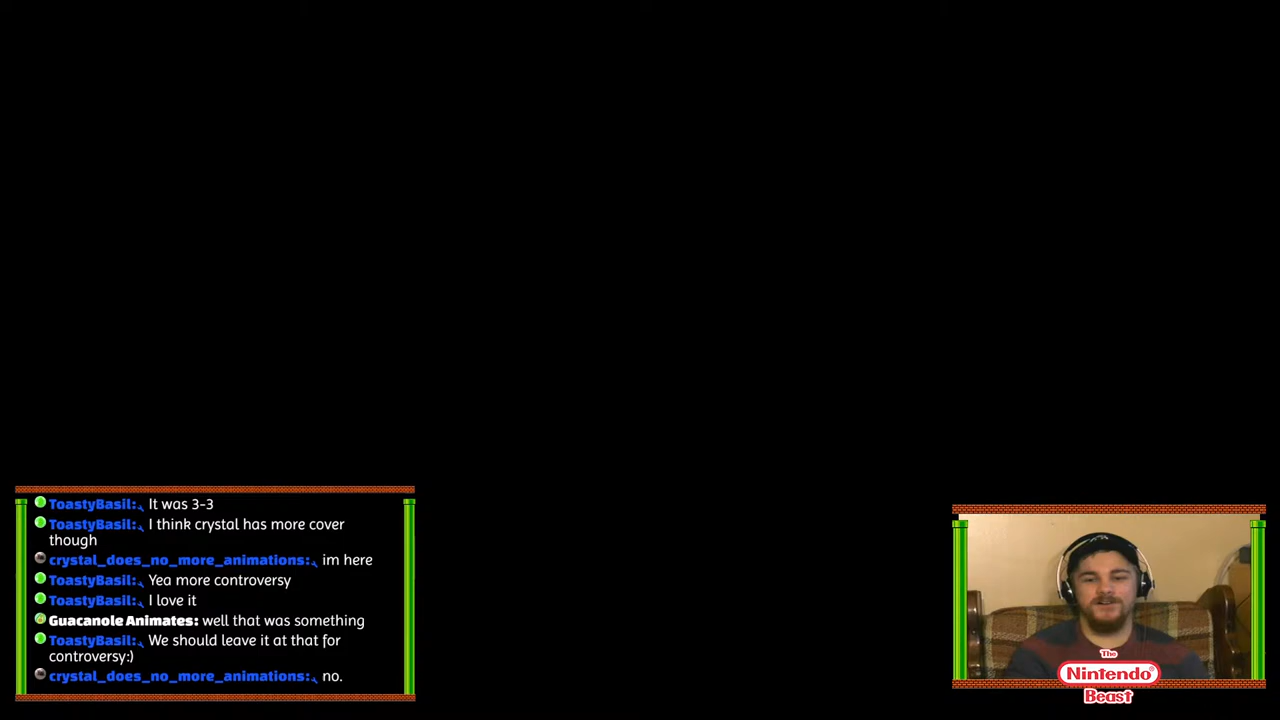 ToastyBasil: It was 3-3
ToastyBasil: I think crystal has more cover
though
crystal_does_no_more_animations: im here
ToastyBasil: Yea more controversy
ToastyBasil: I love it
Guacanole Animates: well that was something
ToastyBasil: We should leave it at that for
controversy:)
crystal_does_no_more_animations: no.
The
Nintendo
Beast